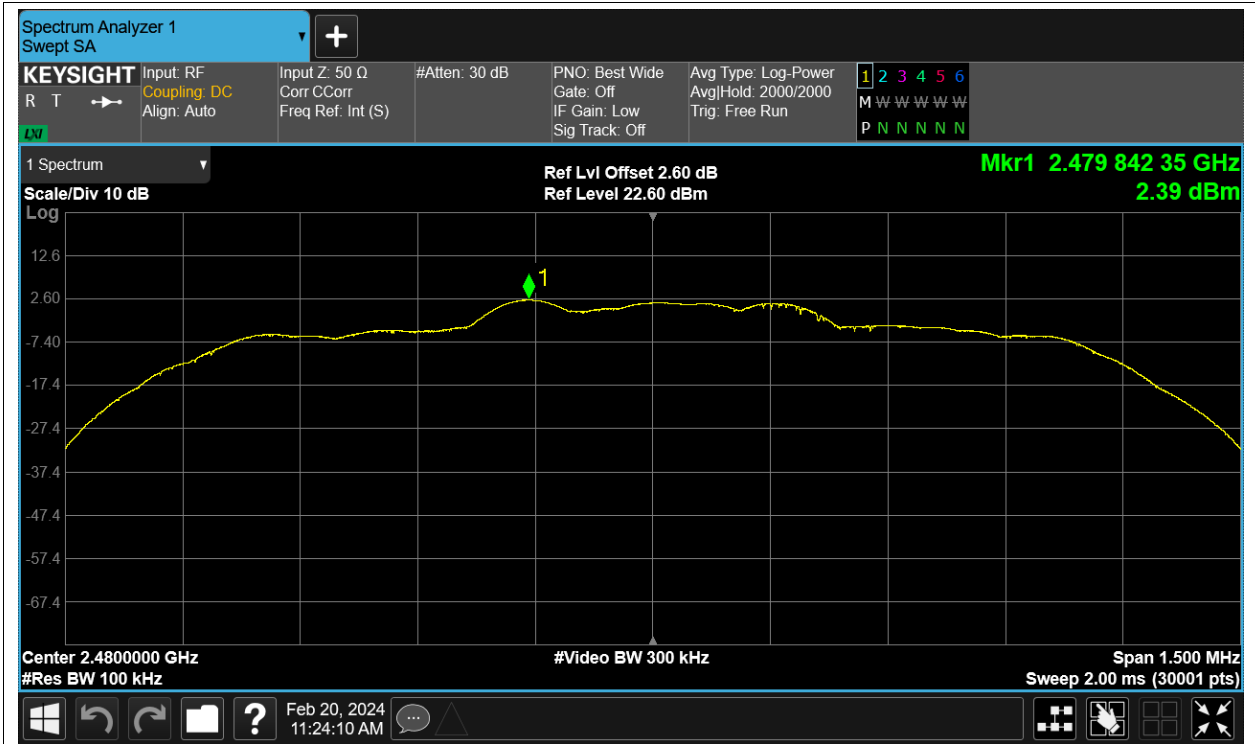 Spectrum Analyzer 1
Swept SA
+
KEYSIGHT
R T
LXI
Input: RF
Coupling: DC
Align: Auto
Input Z: 50 Ω
Corr CCorr
Freq Ref: Int (S)
#Atten: 30 dB
PNO: Best Wide
Gate: Off
IF Gain: Low
Sig Track: Off
Avg Type: Log-Power
Avg|Hold: 2000/2000
Trig: Free Run
1 2 3 4 5 6
M W W W W W
P N N N N N
1 Spectrum
Scale/Div 10 dB
Log
Ref Lvl Offset 2.60 dB
Ref Level 22.60 dBm
Mkr1 2.479 842 35 GHz
2.39 dBm
12.6
2.60
-7.40
-17.4
-27.4
-37.4
-47.4
-57.4
-67.4
1
Center 2.4800000 GHz
#Res BW 100 kHz
#Video BW 300 kHz
Span 1.500 MHz
Sweep 2.00 ms (30001 pts)
?
Feb 20, 2024
11:24:10 AM